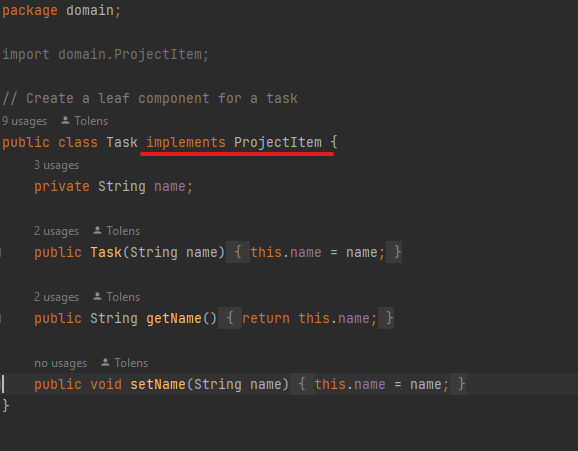 package domain;
import domain.ProjectItem;
// Create a leaf component for a task
9 usages Tolens
public class Task implements ProjectItem {
3 usages
private String name;
2 usages Tolens
public Task(String name) { this.name = name; }
2 usages Tolens
public String getName() { return this.name; }
no usages Tolens
public void setName(String name) { this.name = name; }
}